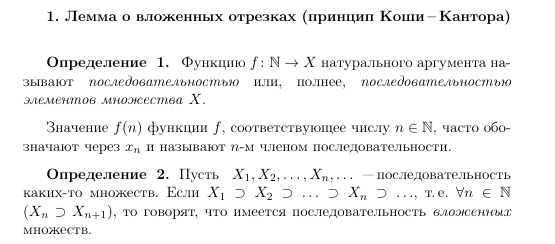 1. Лемма о вложенных отрезках (принцип Коши – Кантора)
Определение 1. Функцию f : ℕ → X натурального аргумента на-
зывают последовательностью или, полнее, последовательностью
элементов множества X.
Значение f(n) функции f, соответствующее числу n ∈ ℕ, часто обо-
значают через xₙ и называют n-м членом последовательности.
Определение 2. Пусть X₁, X₂, ..., Xₙ, ... — последовательность
каких-то множеств. Если X₁ ⊃ X₂ ⊃ ... ⊃ Xₙ ⊃ ..., т. е. ∀n ∈ ℕ
(Xₙ ⊃ Xₙ₊₁), то говорят, что имеется последовательность вложенных
множеств.